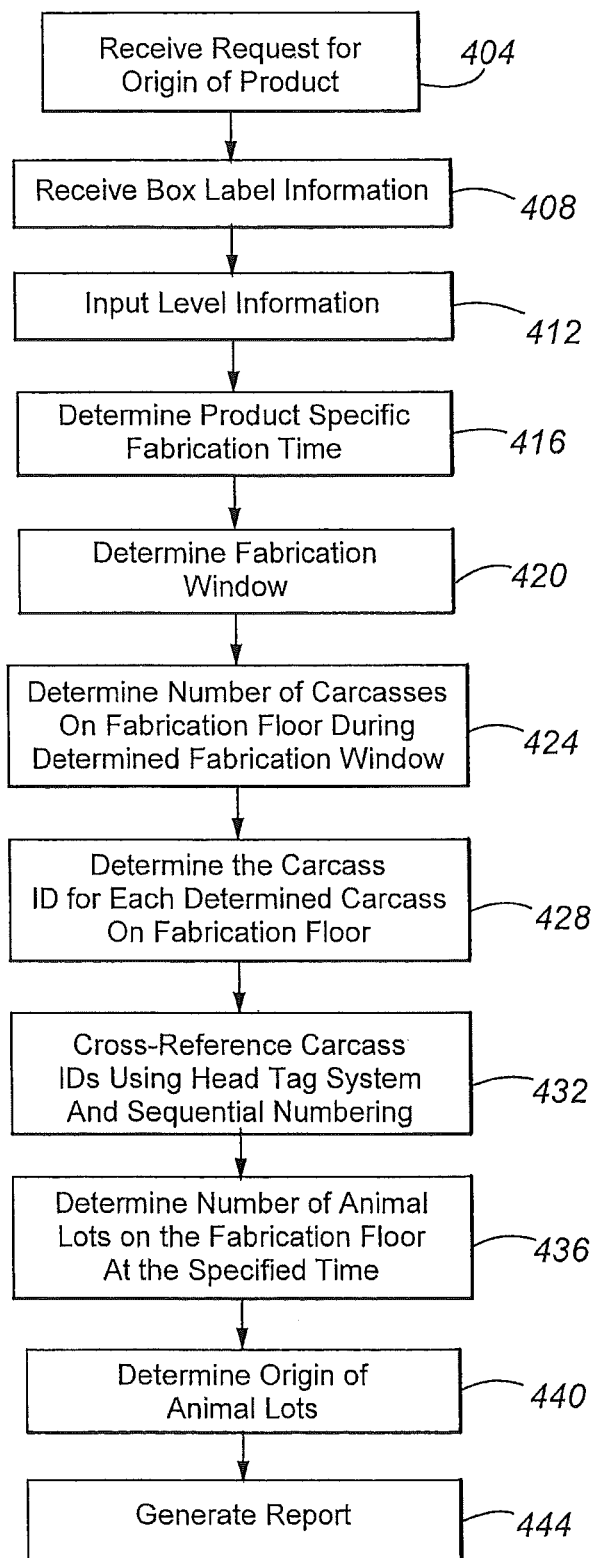 Receive Request for
Origin of Product
404
Receive Box Label Information
408
Input Level Information
412
Determine Product Specific
Fabrication Time
416
Determine Fabrication
Window
420
Determine Number of Carcasses
On Fabrication Floor During
Determined Fabrication Window
424
Determine the Carcass
ID for Each Determined Carcass
On Fabrication Floor
428
Cross-Reference Carcass
IDs Using Head Tag System
And Sequential Numbering
432
Determine Number of Animal
Lots on the Fabrication Floor
At the Specified Time
436
Determine Origin of
Animal Lots
440
Generate Report
444